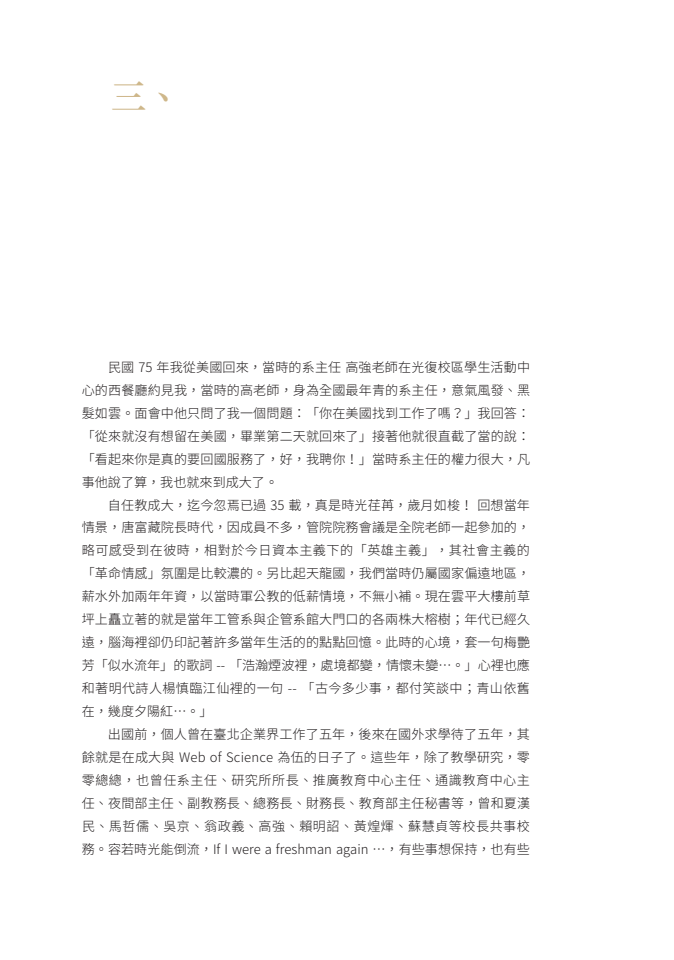 三、
民國 75 年我從美國回來，當時的系主任 高強老師在光復校區學生活動中
心的西餐廳約見我，當時的高老師，身為全國最年青的系主任，意氣風發、黑
髮如雲。面會中他只問了我一個問題：「你在美國找到工作了嗎？」我回答：
「從來就沒有想留在美國，畢業第二天就回來了」接著他就很直截了當的說：
「看起來你是真的要回國服務了，好，我聘你！」當時系主任的權力很大，凡
事他說了算，我也就來到成大了。
自任教成大，迄今忽焉已過 35 載，真是時光荏苒，歲月如梭！ 回想當年
情景，唐富藏院長時代，因成員不多，管院院務會議是全院老師一起參加的，
略可感受到在彼時，相對於今日資本主義下的「英雄主義」，其社會主義的
「革命情感」氛圍是比較濃的。另比起天龍國，我們當時仍屬國家偏遠地區，
薪水外加兩年年資，以當時軍公教的低薪情境，不無小補。現在雲平大樓前草
坪上矗立著的就是當年工管系與企管系館大門口的各兩株大榕樹；年代已經久
遠，腦海裡卻仍印記著許多當年生活的的點點回憶。此時的心境，套一句梅艷
芳「似水流年」的歌詞 -- 「浩瀚煙波裡，處境都變，情懷未變…。」心裡也應
和著明代詩人楊慎臨江仙裡的一句 -- 「古今多少事，都付笑談中；青山依舊
在，幾度夕陽紅…。」
出國前，個人曾在臺北企業界工作了五年，後來在國外求學待了五年，其
餘就是在成大與 Web of Science 為伍的日子了。這些年，除了教學研究，零
零總總，也曾任系主任、研究所所長、推廣教育中心主任、通識教育中心主
任、夜間部主任、副教務長、總務長、財務長、教育部主任秘書等，曾和夏漢
民、馬哲儒、吳京、翁政義、高強、賴明詔、黃煌煇、蘇慧貞等校長共事校
務。容若時光能倒流，If I were a freshman again …，有些事想保持，也有些